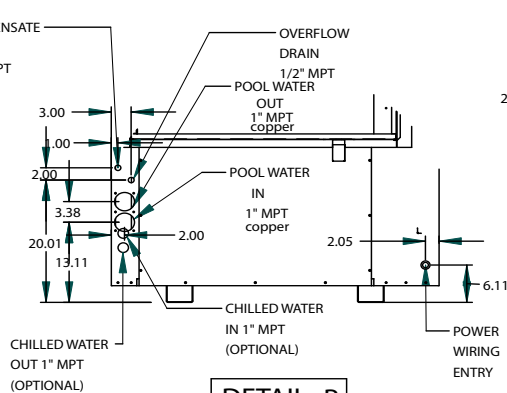 NSATE
PT
OVERFLOW
DRAIN
1/2" MPT
POOL WATER
OUT
1" MPT
copper
2
3.00
1.00
2.00
POOL WATER
IN
1" MPT
copper
3.38
20.01
13.11
2.00
2.05
L
6.11
CHILLED WATER
IN 1" MPT
(OPTIONAL)
CHILLED WATER
OUT 1" MPT
(OPTIONAL)
POWER
WIRING
ENTRY